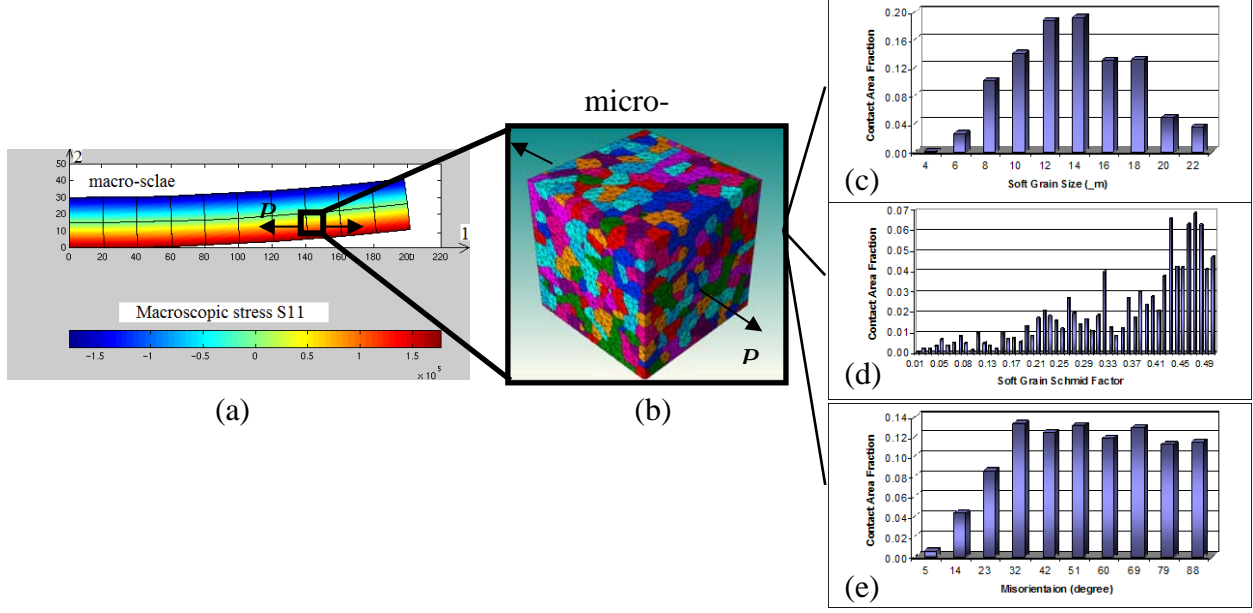 2
50
40
30
20
10
0
macro-sclae
P
1
0 20 40 60 80 100 120 140 160 180 200 220
Macroscopic stress S11
−1.5 −1 −0.5 0 0.5 1 1.5
× 10⁵
(a)
micro-
P
(b)
Contact Area Fraction
0.20
0.16
0.12
0.08
0.04
0.00
4 6 8 10 12 14 16 18 20 22
Soft Grain Size (_m)
(c)
Contact Area Fraction
0.07
0.06
0.05
0.04
0.03
0.02
0.01
0.00
0.01 0.05 0.08 0.13 0.17 0.21 0.25 0.29 0.33 0.37 0.41 0.45 0.49
Soft Grain Schmid Factor
(d)
Contact Area Fraction
0.14
0.12
0.10
0.08
0.06
0.04
0.02
0.00
5 14 23 32 42 51 60 69 79 88
Misorientaion (degree)
(e)